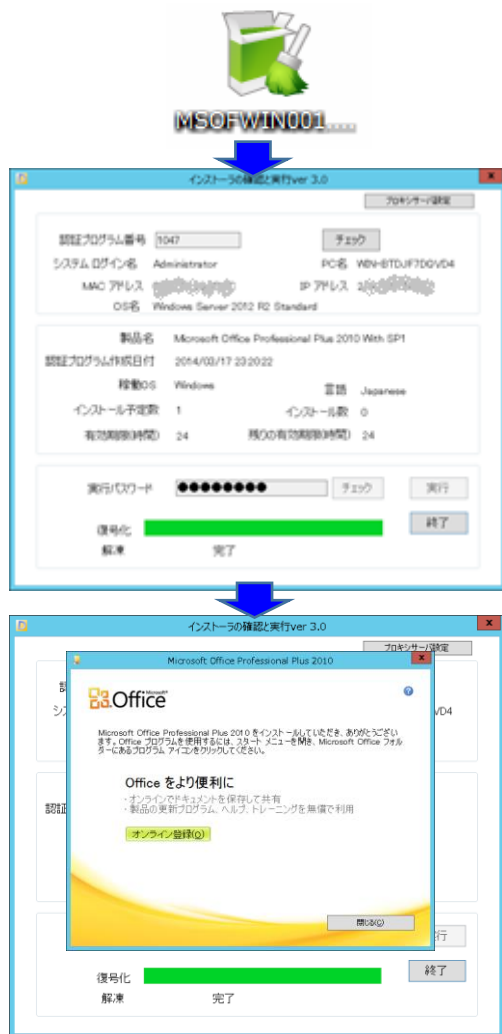 MSOFWIN001....
インストーラの確認と実行ver 3.0
プロキシサーバ設定
認証プログラム番号 1047 チェック
システム ログイン名 Administrator PC名 WIN-BTDJF7DQVD4
MAC アドレス IP アドレス
OS名 Windows Server 2012 R2 Standard
製品名 Microsoft Office Professional Plus 2010 With SP1
認証プログラム作成日付 2014/03/17 23:20:22
稼働OS Windows 言語 Japanese
インストール予定数 1 インストール数 0
有効期限(時間) 24 残りの有効期限(時間) 24
実行パスワード ●●●●●●●● チェック 実行
復号化 終了
解凍 完了
インストーラの確認と実行ver 3.0
プロキシサーバ設定
Microsoft Office Professional Plus 2010
Microsoft
Office
VD4
Microsoft Office Professional Plus 2010 をインストールしていただき、ありがとうござい
ます。Office プログラムを使用するには、スタート メニューを開き、Microsoft Office フォル
ダーにあるプログラム アイコンをクリックしてください。
Office をより便利に
・オンラインでドキュメントを保存して共有
・製品の更新プログラム、ヘルプ、トレーニングを無償で利用
認証
オンライン登録(O)
閉じる(C)
行
復号化 終了
解凍 完了